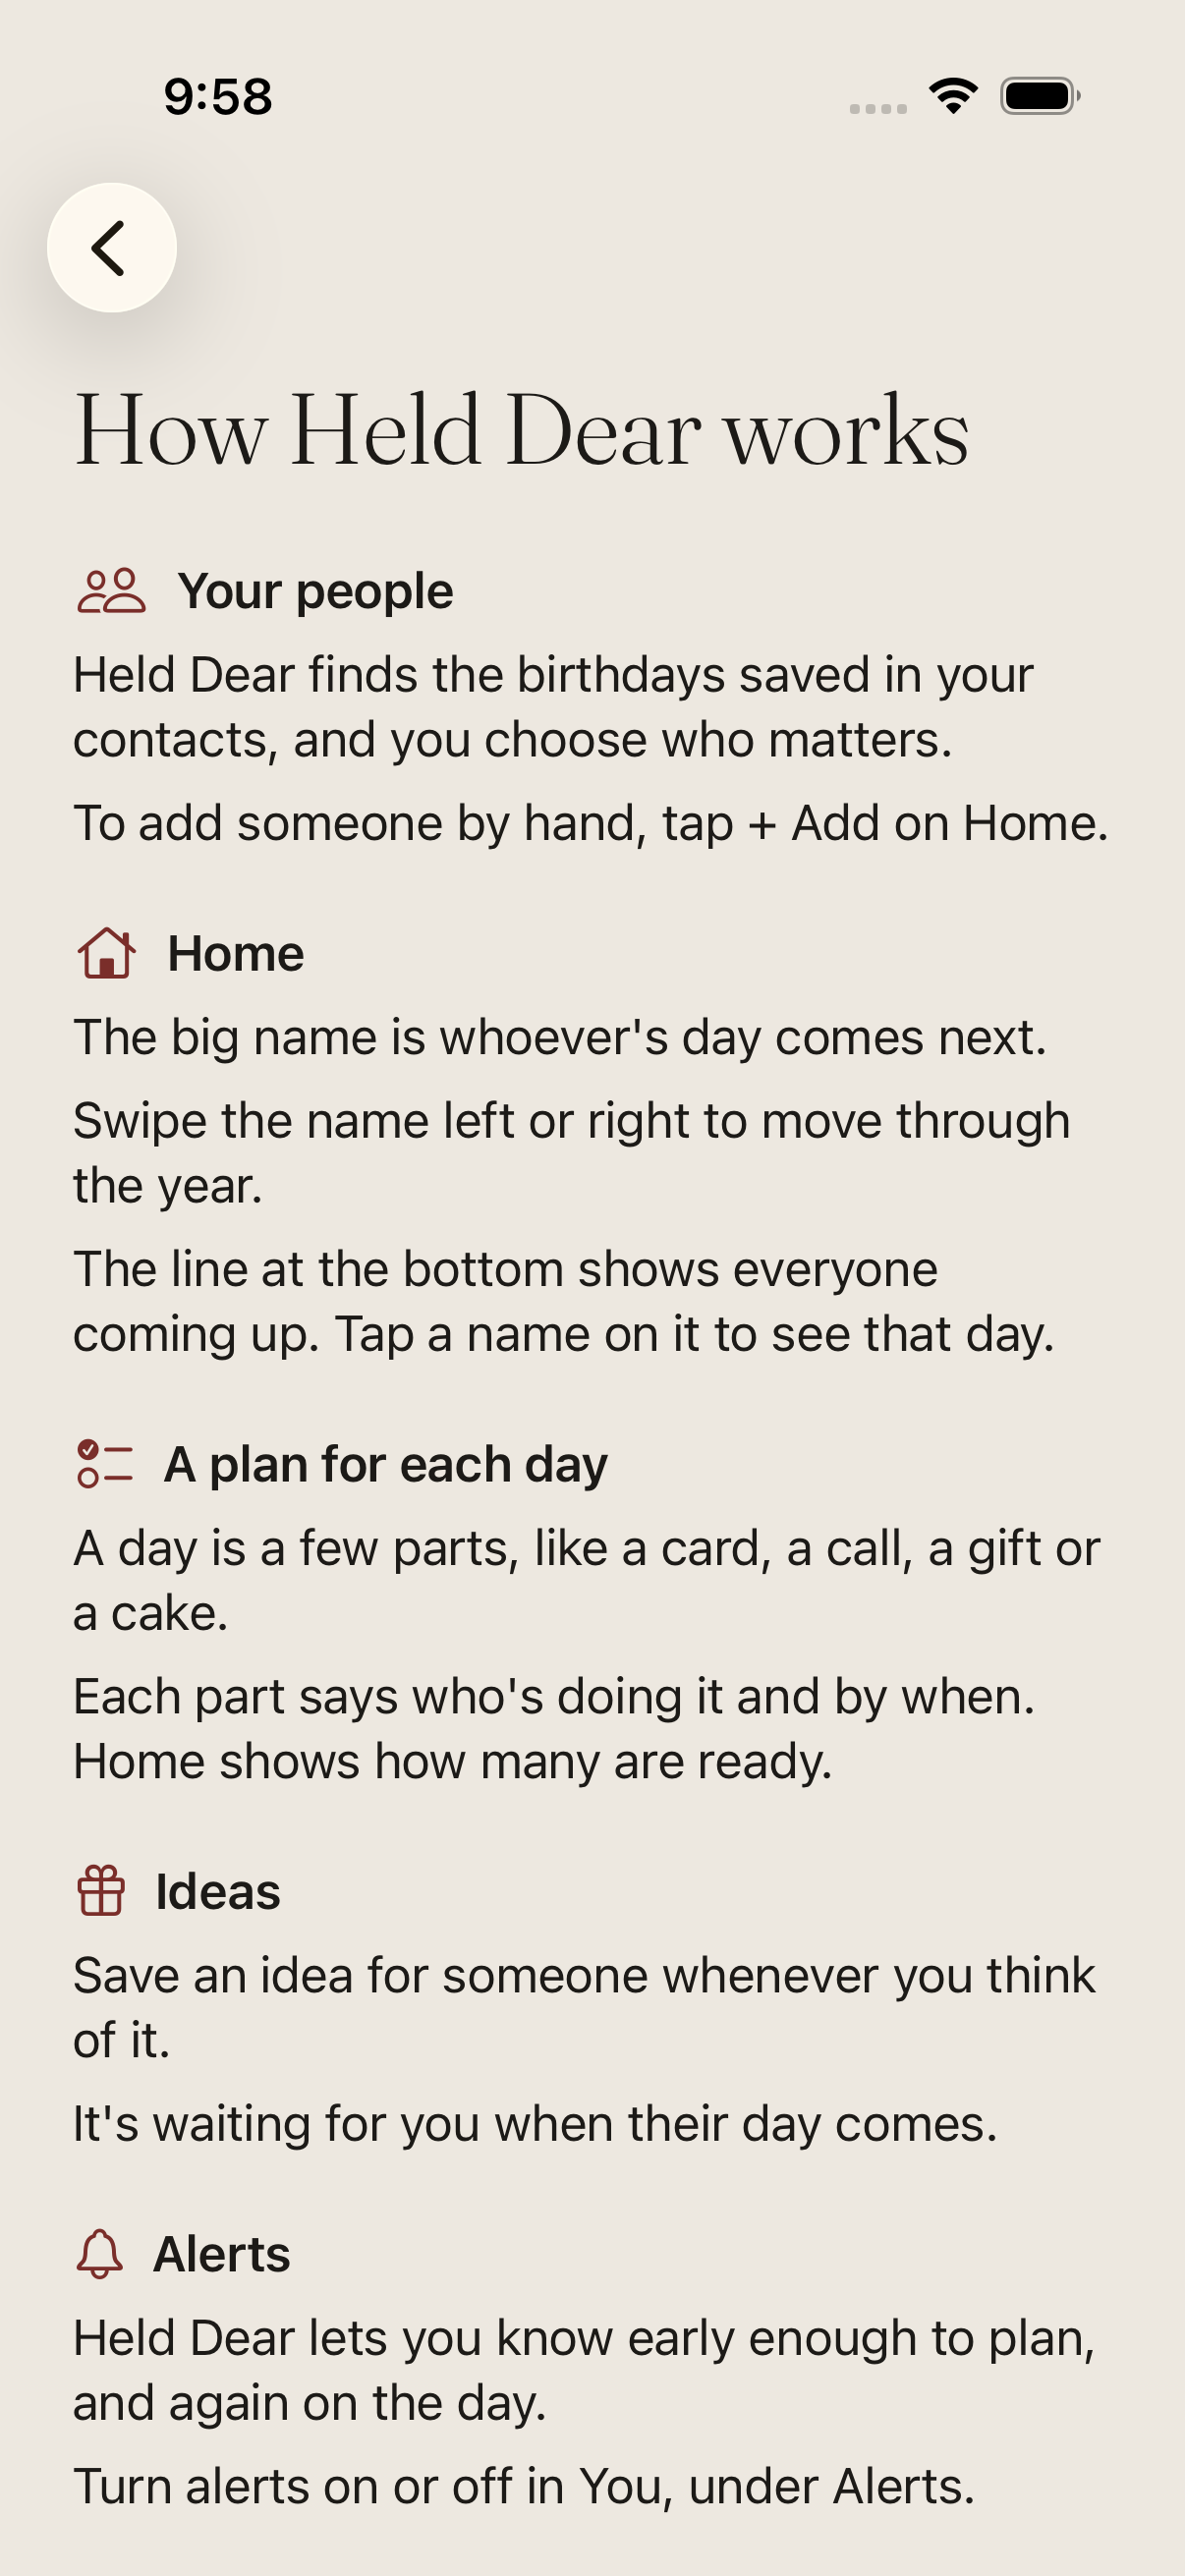 9:58
How Held Dear works
Your people
Held Dear finds the birthdays saved in your
contacts, and you choose who matters.
To add someone by hand, tap + Add on Home.
Home
The big name is whoever's day comes next.
Swipe the name left or right to move through
the year.
The line at the bottom shows everyone
coming up. Tap a name on it to see that day.
A plan for each day
A day is a few parts, like a card, a call, a gift or
a cake.
Each part says who's doing it and by when.
Home shows how many are ready.
Ideas
Save an idea for someone whenever you think
of it.
It's waiting for you when their day comes.
Alerts
Held Dear lets you know early enough to plan,
and again on the day.
Turn alerts on or off in You, under Alerts.